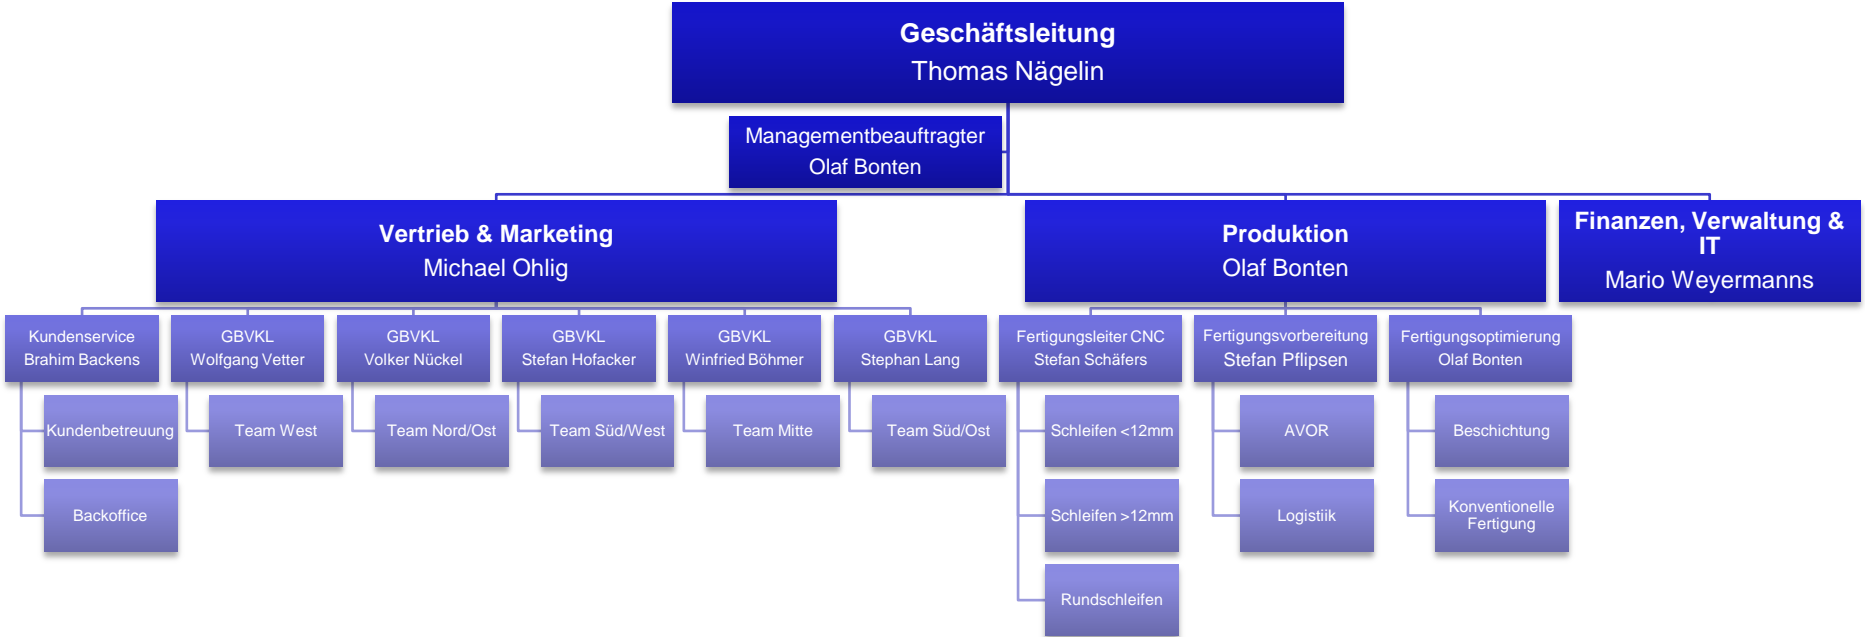 Geschäftsleitung
Thomas Nägelin
Managementbeauftragter
Olaf Bonten
Vertrieb & Marketing
Michael Ohlig
Produktion
Olaf Bonten
Finanzen, Verwaltung &
IT
Mario Weyermanns
Kundenservice
Brahim Backens
GBVKL
Wolfgang Vetter
GBVKL
Volker Nückel
GBVKL
Stefan Hofacker
GBVKL
Winfried Böhmer
GBVKL
Stephan Lang
Fertigungsleiter CNC
Stefan Schäfers
Fertigungsvorbereitung
Stefan Pflipsen
Fertigungsoptimierung
Olaf Bonten
Kundenbetreuung
Team West
Team Nord/Ost
Team Süd/West
Team Mitte
Team Süd/Ost
Schleifen <12mm
AVOR
Beschichtung
Backoffice
Schleifen >12mm
Logistiik
Konventionelle
Fertigung
Rundschleifen